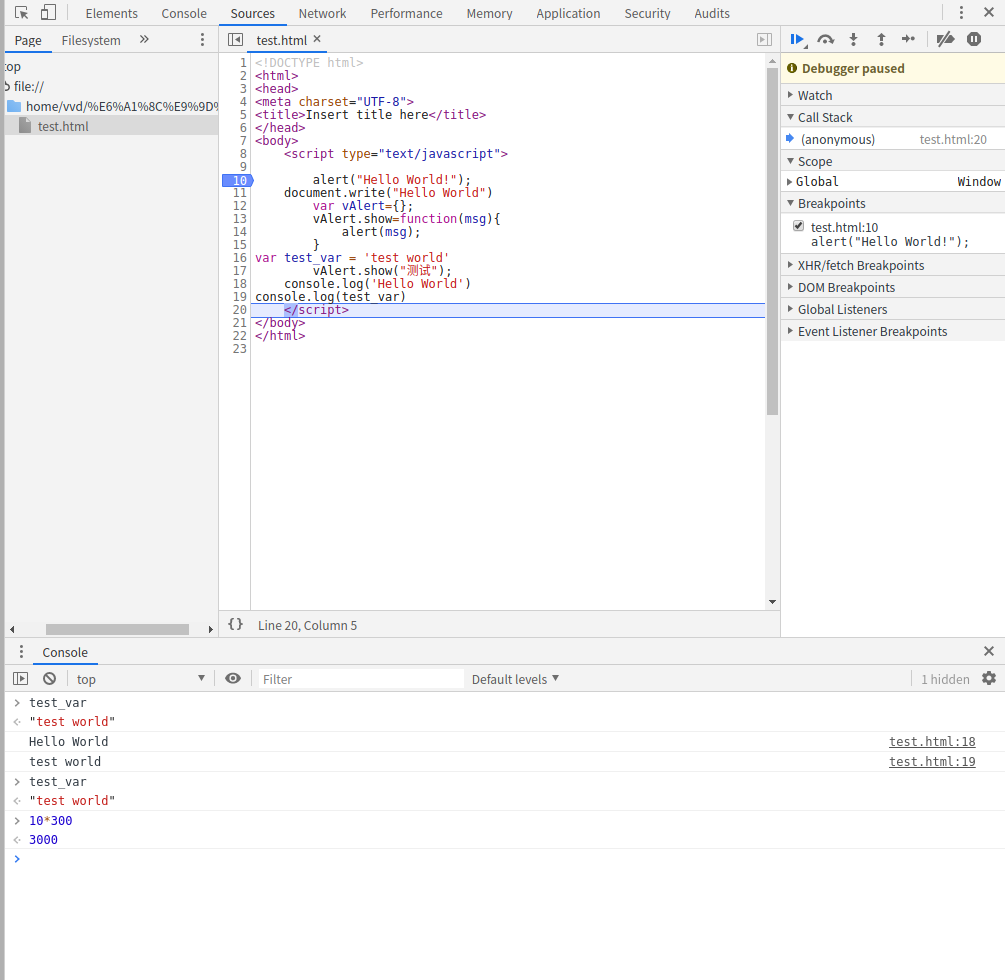 Elements Console Sources Network Performance Memory Application Security Audits
Page Filesystem »
test.html ×
top
file://
home/vvd/%E6%A1%8C%E9%9D%
test.html
1 <!DOCTYPE html>
2 <html>
3 <head>
4 <meta charset="UTF-8">
5 <title>Insert title here</title>
6 </head>
7 <body>
8 <script type="text/javascript">
9
10 alert("Hello World!");
11 document.write("Hello World")
12 var vAlert={};
13 vAlert.show=function(msg){
14 alert(msg);
15 }
16 var test_var = 'test world'
17 vAlert.show("测试");
18 console.log('Hello World')
19 console.log(test_var)
20 </script>
21 </body>
22 </html>
23
{} Line 20, Column 5
Debugger paused
Watch
Call Stack
(anonymous) test.html:20
Scope
Global Window
Breakpoints
test.html:10
alert("Hello World!");
XHR/fetch Breakpoints
DOM Breakpoints
Global Listeners
Event Listener Breakpoints
Console
top Filter Default levels 1 hidden
> test_var
"test world"
Hello World test.html:18
test world test.html:19
> test_var
"test world"
> 10*300
3000
>